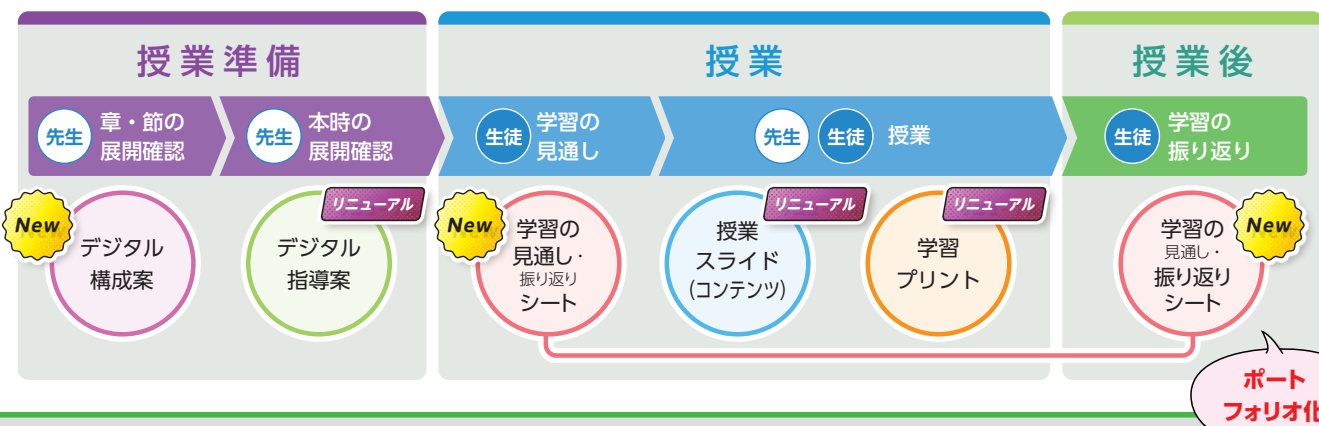 授業準備
授業
授業後
先生
章・節の
展開確認
先生
本時の
展開確認
生徒
学習の
見通し
先生
生徒
授業
生徒
学習の
振り返り
New
デジタル
構成案
リニューアル
デジタル
指導案
New
学習の
見通し・
振り返り
シート
リニューアル
授業
スライド
(コンテンツ)
リニューアル
学習
プリント
New
学習の
見通し・
振り返り
シート
ポート
フォリオ化